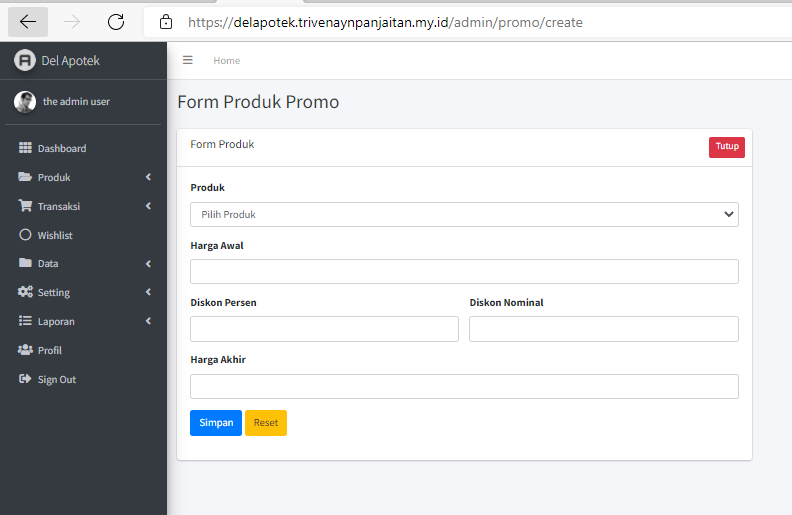 https://delapotek.trivenaynpanjaitan.my.id/admin/promo/create
Del Apotek
Home
the admin user
Form Produk Promo
Form Produk
Tutup
Dashboard
Produk
Transaksi
Wishlist
Data
Setting
Laporan
Profil
Sign Out
Produk
Pilih Produk
Harga Awal
Diskon Persen
Diskon Nominal
Harga Akhir
Simpan
Reset